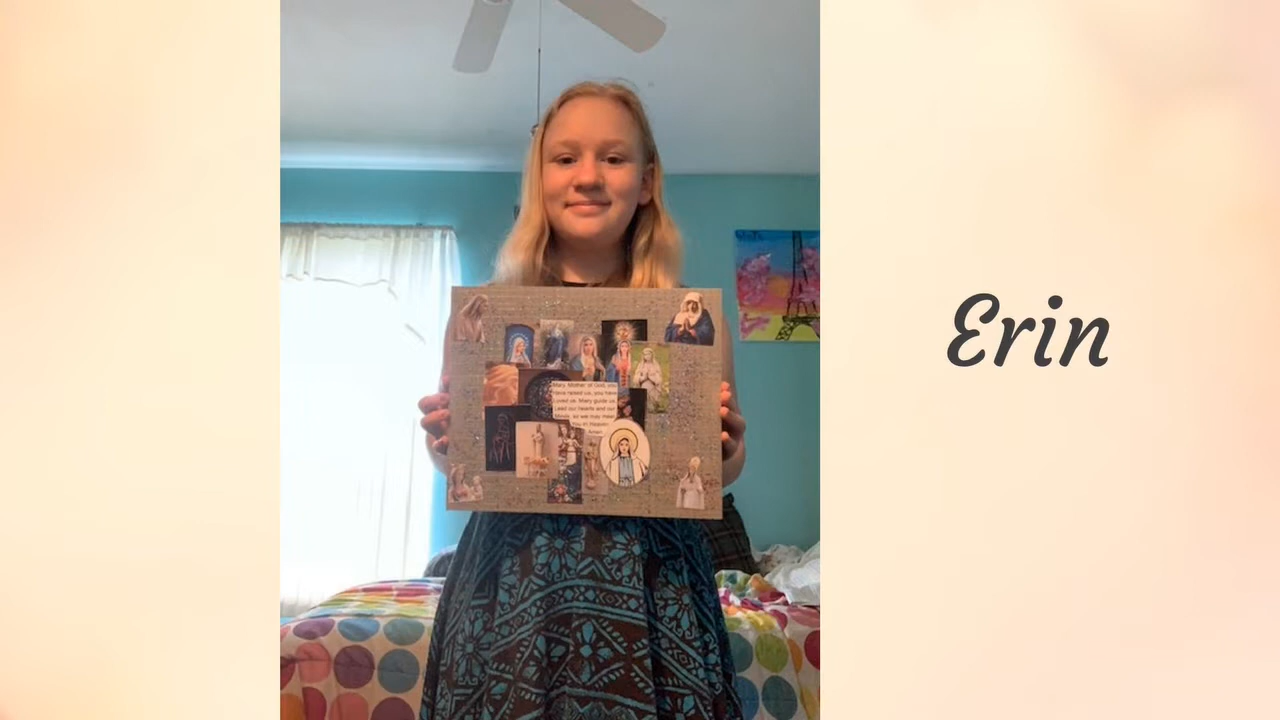 Mary, Mother of God, you
have raised us, you have
Loved us. Mary guide us.
Lead our hearts and our
Minds, so we may meet
You in Heaven.
Amen
Erin